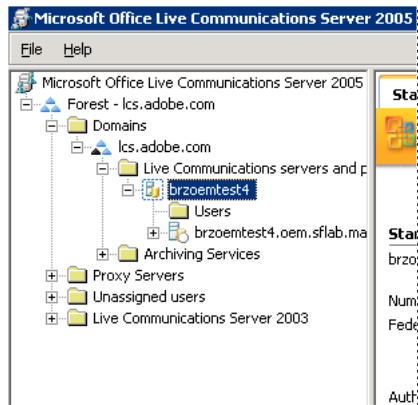 Microsoft Office Live Communications Server 2005
File Help
Microsoft Office Live Communications Server 2005
Forest - lcs.adobe.com
Domains
lcs.adobe.com
Live Communications servers and p
brzoemtest4
Users
brzoemtest4.oem.sflab.ma
Archiving Services
Proxy Servers
Unassigned users
Live Communications Server 2003
Sta
Star
brzo
Num
Fede
Auth